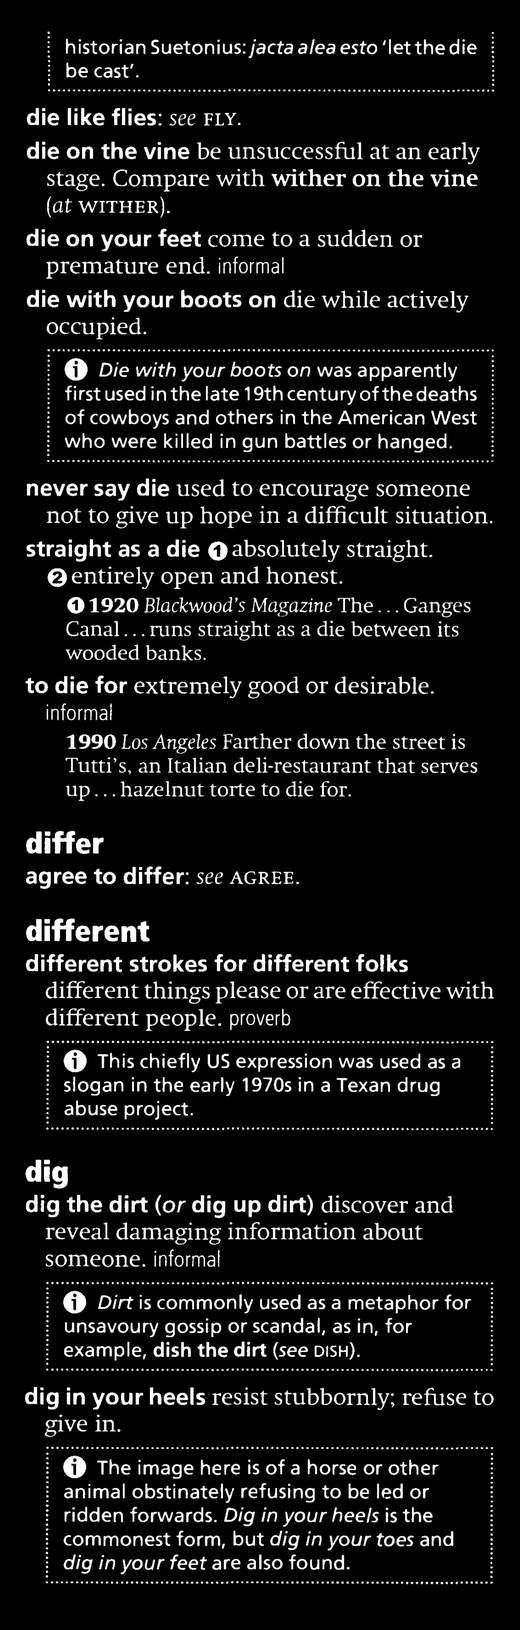 historian Suetonius: jacta alea esto 'let the die
be cast'.
die like flies: see FLY.
die on the vine be unsuccessful at an early
stage. Compare with wither on the vine
(at WITHER).
die on your feet come to a sudden or
premature end. informal
die with your boots on die while actively
occupied.
ⓘ Die with your boots on was apparently
first used in the late 19th century of the deaths
of cowboys and others in the American West
who were killed in gun battles or hanged.
never say die used to encourage someone
not to give up hope in a difficult situation.
straight as a die ❶ absolutely straight.
❷ entirely open and honest.
❶ 1920 Blackwood's Magazine The... Ganges
Canal... runs straight as a die between its
wooded banks.
to die for extremely good or desirable.
informal
1990 Los Angeles Farther down the street is
Tutti's, an Italian deli-restaurant that serves
up... hazelnut torte to die for.
differ
agree to differ: see AGREE.
different
different strokes for different folks
different things please or are effective with
different people. proverb
ⓘ This chiefly US expression was used as a
slogan in the early 1970s in a Texan drug
abuse project.
dig
dig the dirt (or dig up dirt) discover and
reveal damaging information about
someone. informal
ⓘ Dirt is commonly used as a metaphor for
unsavoury gossip or scandal, as in, for
example, dish the dirt (see DISH).
dig in your heels resist stubbornly; refuse to
give in.
ⓘ The image here is of a horse or other
animal obstinately refusing to be led or
ridden forwards. Dig in your heels is the
commonest form, but dig in your toes and
dig in your feet are also found.